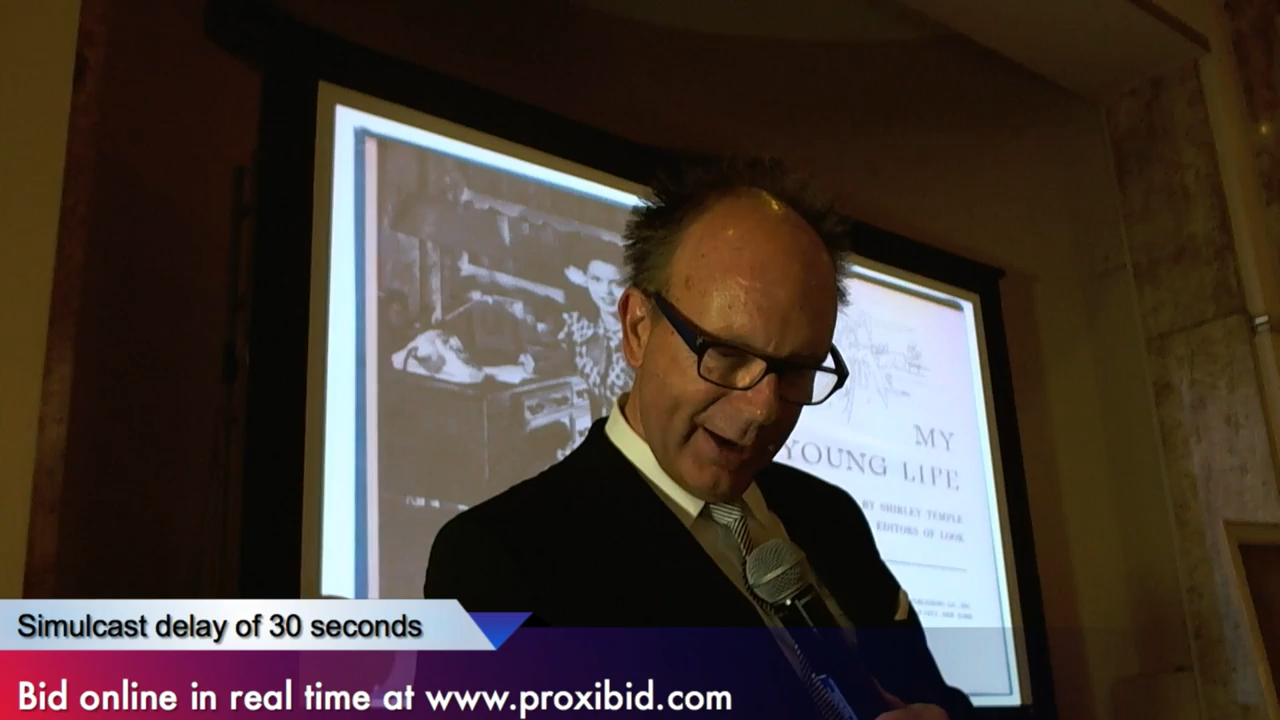 MY
YOUNG LIFE
BY SHIRLEY TEMPLE
EDITORS OF LOOK
Simulcast delay of 30 seconds
Bid online in real time at www.proxibid.com